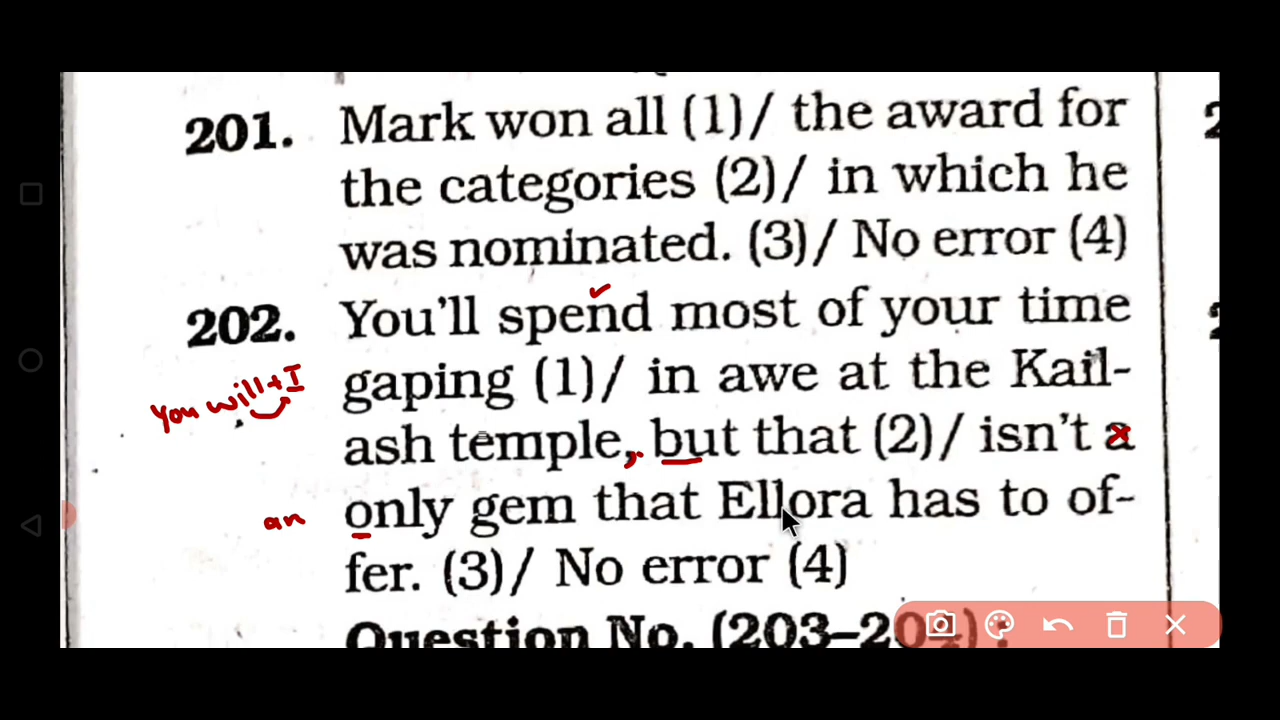 201. Mark won all (1)/ the award for
the categories (2)/ in which he
was nominated. (3)/ No error (4)
202. You'll spend most of your time
gaping (1)/ in awe at the Kail-
You will + I
ash temple, but that (2)/ isn't a
only gem that Ellora has to of-
an
fer. (3)/ No error (4)
Question No. (203–204) :